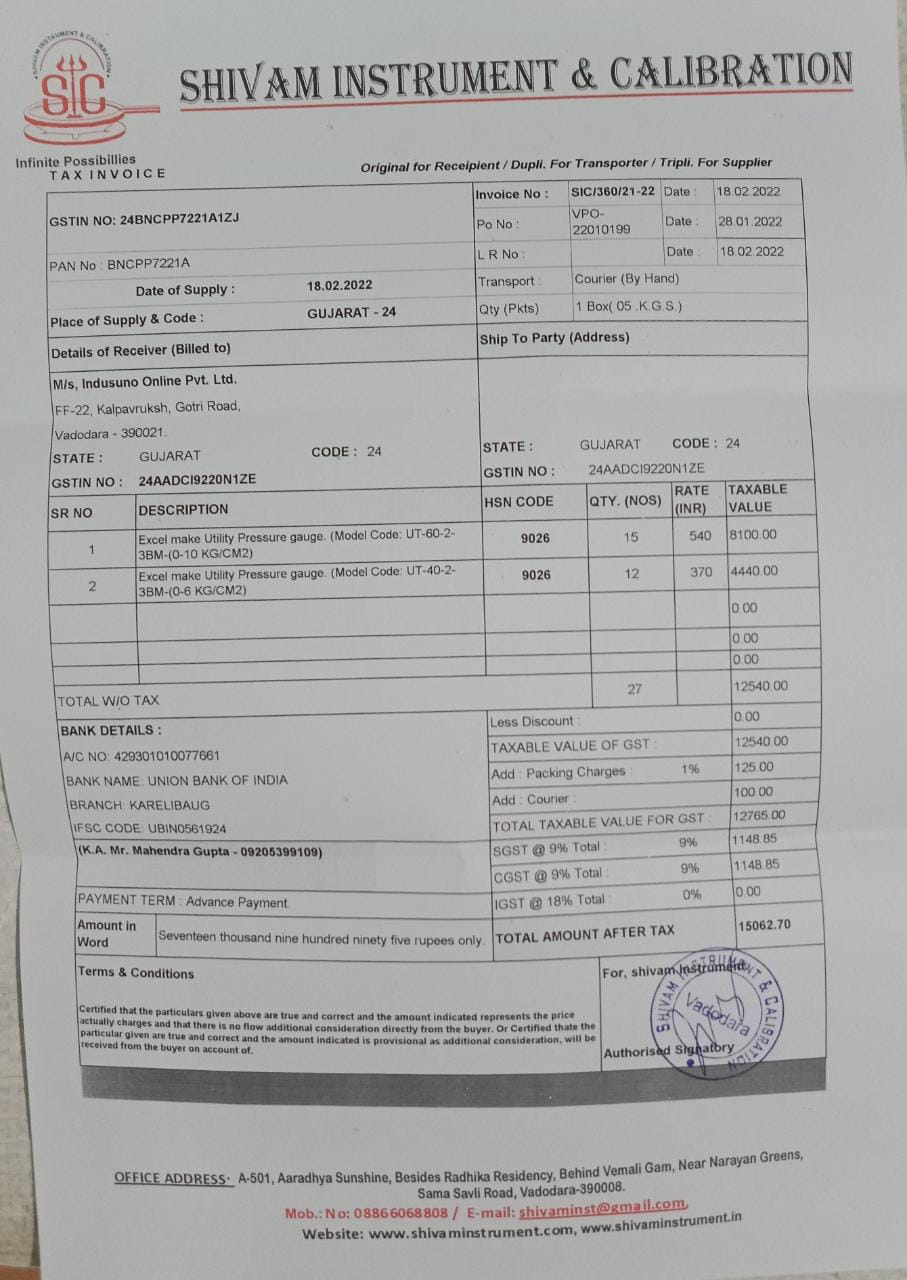 SHIVAM INSTRUMENT & CALIBRATION
SIC
SHIVAM INSTRUMENT & CALIBRATION
Infinite Possibillies
TAX INVOICE
Original for Receipient / Dupli. For Transporter / Tripli. For Supplier
GSTIN NO: 24BNCPP7221A1ZJ
Invoice No : SIC/360/21-22 Date : 18.02.2022
Po No : VPO-22010199 Date : 28.01.2022
PAN No : BNCPP7221A
L R No : Date : 18.02.2022
Date of Supply : 18.02.2022
Transport : Courier (By Hand)
Place of Supply & Code : GUJARAT - 24
Qty (Pkts) 1 Box( 05 .K.G.S.)
Details of Receiver (Billed to)
Ship To Party (Address)
M/s, Indusuno Online Pvt. Ltd.
FF-22, Kalpavruksh, Gotri Road,
Vadodara - 390021.
STATE : GUJARAT CODE : 24
STATE : GUJARAT CODE : 24
GSTIN NO : 24AADCI9220N1ZE
GSTIN NO : 24AADCI9220N1ZE
SR NO DESCRIPTION HSN CODE QTY. (NOS) RATE (INR) TAXABLE VALUE
1 Excel make Utility Pressure gauge. (Model Code: UT-60-2-
3BM-(0-10 KG/CM2) 9026 15 540 8100.00
2 Excel make Utility Pressure gauge. (Model Code: UT-40-2-
3BM-(0-6 KG/CM2) 9026 12 370 4440.00
0.00
0.00
0.00
TOTAL W/O TAX 27 12540.00
BANK DETAILS :
A/C NO: 429301010077661
BANK NAME: UNION BANK OF INDIA
BRANCH: KARELIBAUG
IFSC CODE: UBIN0561924
(K.A. Mr. Mahendra Gupta - 09205399109)
PAYMENT TERM : Advance Payment.
Less Discount : 0.00
TAXABLE VALUE OF GST : 12540.00
Add : Packing Charges : 1% 125.00
Add : Courier : 100.00
TOTAL TAXABLE VALUE FOR GST : 12765.00
SGST @ 9% Total : 9% 1148.85
CGST @ 9% Total : 9% 1148.85
IGST @ 18% Total : 0% 0.00
Amount in Word
Seventeen thousand nine hundred ninety five rupees only.
TOTAL AMOUNT AFTER TAX 15062.70
Terms & Conditions
Certified that the particulars given above are true and correct and the amount indicated represents the price
actually charges and that there is no flow additional consideration directly from the buyer. Or Certified thate the
particular given are true and correct and the amount indicated is provisional as additional consideration, will be
received from the buyer on account of.
For, shivam Instrument.
SHIVAM INSTRUMENT & CALIBRATION
Vadodara
Authorised Signatory
OFFICE ADDRESS· A-501, Aaradhya Sunshine, Besides Radhika Residency, Behind Vemali Gam, Near Narayan Greens,
Sama Savli Road, Vadodara-390008.
Mob.: No: 08866068808 / E-mail: shivaminst@gmail.com,
Website: www.shivaminstrument.com, www.shivaminstrument.in